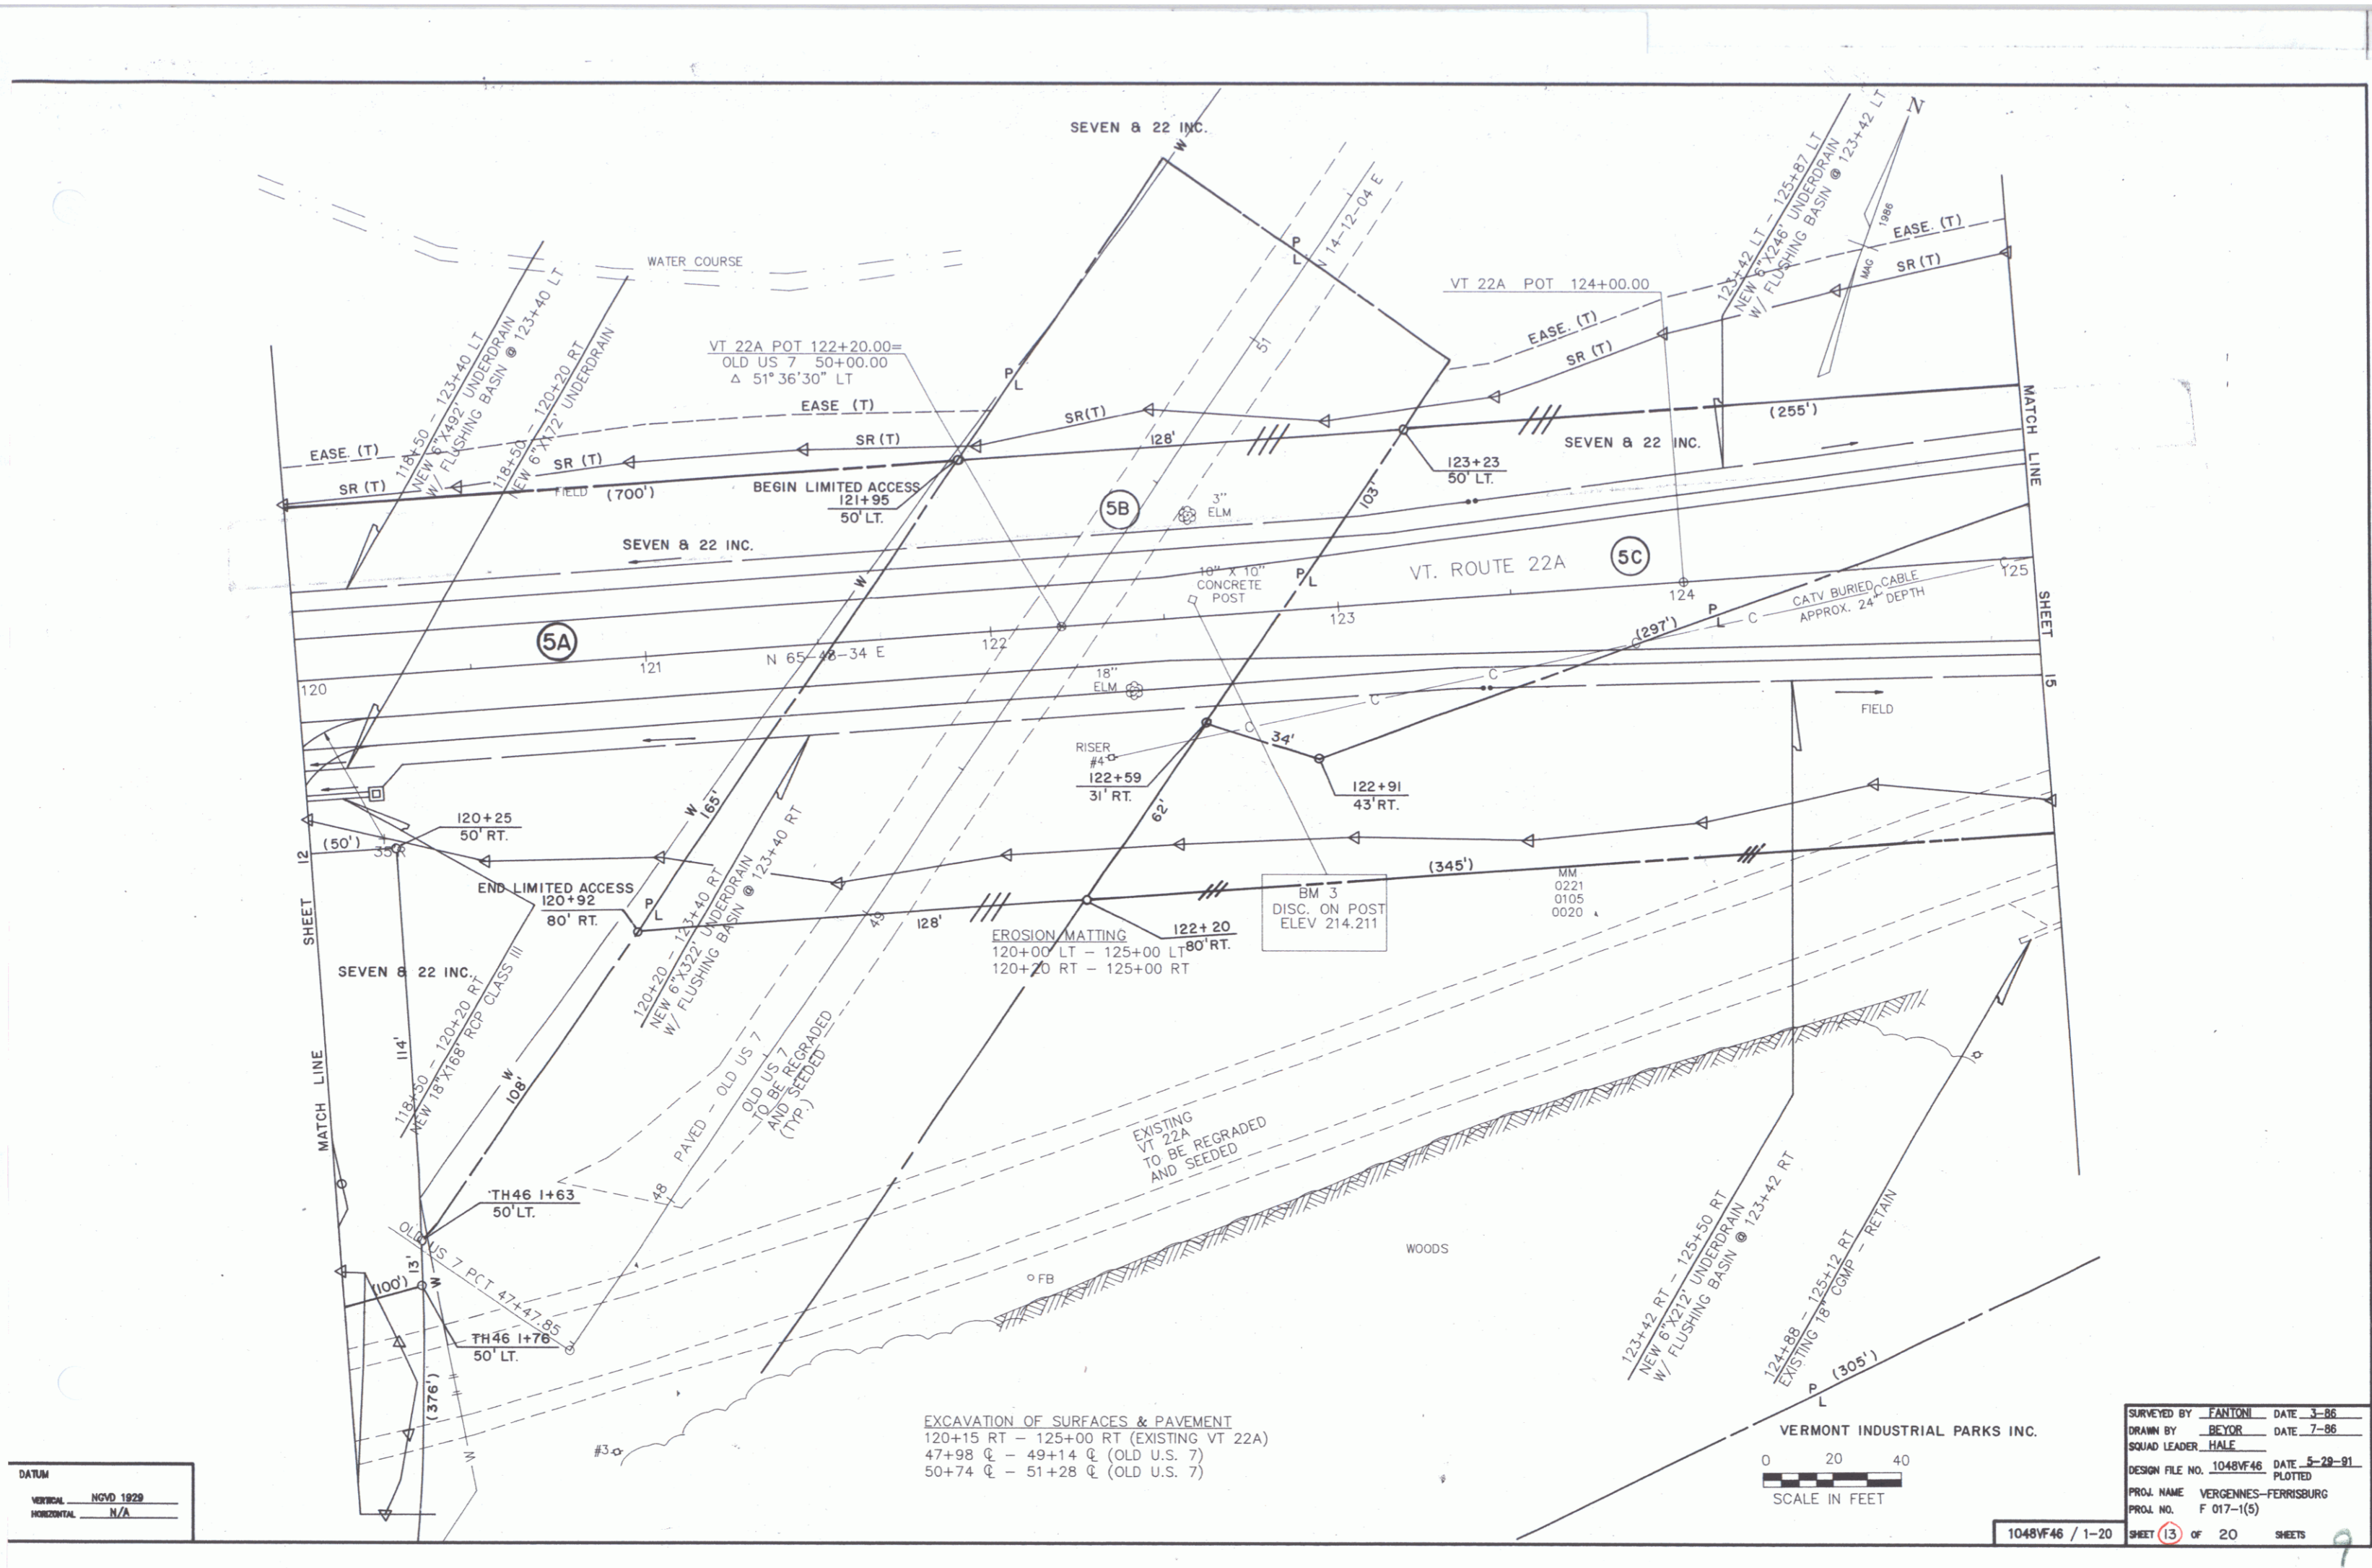 SEVEN & 22 INC.
W
N
P
L
N 14-12-04 E
123+42 LT - 125+87 LT
NEW 6"X246' UNDERDRAIN
W/ FLUSHING BASIN @ 123+42 LT
MAG
1986
EASE. (T)
SR (T)
WATER COURSE
VT 22A POT 124+00.00
118+50 - 123+40 LT
NEW 6"X492' UNDERDRAIN
W/ FLUSHING BASIN @ 123+40 LT
118+50 - 120+20 RT
NEW 6"X172' UNDERDRAIN
VT 22A POT 122+20.00=
OLD US 7 50+00.00
Δ 51°36'30" LT
51
EASE. (T)
SR (T)
P
L
EASE (T)
SR(T)
SR (T)
128'
(255')
EASE. (T)
SR (T)
SR (T)
FIELD
(700')
SEVEN & 22 INC.
MATCH LINE
SHEET 15
123+23
50' LT.
BEGIN LIMITED ACCESS
121+95
50' LT.
103'
5B
3"
ELM
SEVEN & 22 INC.
W
10" X 10"
CONCRETE
POST
P
L
VT. ROUTE 22A
5C
124
125
CATV BURIED CABLE
APPROX. 24" DEPTH
C
C
C
P
L
(297')
C
5A
120
121
N 65-48-34 E
122
123
18"
ELM
C
C
C
FIELD
RISER
#4
34'
122+59
31' RT.
122+91
43' RT.
W
165'
62'
120+25
50' RT.
(50')
35'R
SHEET 12
MATCH LINE
END LIMITED ACCESS
120+92
80' RT.
P
L
120+20 - 123+40 RT
NEW 6"X322' UNDERDRAIN
W/ FLUSHING BASIN @ 123+40 RT
49
128'
(345')
MM
0221
0105
0020
BM 3
DISC. ON POST
ELEV 214.211
122+20
80' RT.
EROSION MATTING
120+00 LT - 125+00 LT
120+20 RT - 125+00 RT
SEVEN & 22 INC.
118+50 - 120+20 RT
NEW 18"X168' RCP CLASS III
114'
W
108'
PAVED - OLD US 7
OLD US 7
TO BE REGRADED
AND SEEDED
(TYP.)
48
EXISTING
VT 22A
TO BE REGRADED
AND SEEDED
TH46 1+63
50' LT.
OLD US 7 PCT 47+47.85
13'
W
(100')
TH46 1+76
50' LT.
(376')
W
WOODS
FB
123+42 RT - 125+50 RT
NEW 6"X212' UNDERDRAIN
W/ FLUSHING BASIN @ 123+42 RT
124+88 - 125+12 RT
EXISTING 18" CGMP - RETAIN
(305')
P
L
#3
EXCAVATION OF SURFACES & PAVEMENT
120+15 RT - 125+00 RT (EXISTING VT 22A)
47+98 ℄ - 49+14 ℄ (OLD U.S. 7)
50+74 ℄ - 51+28 ℄ (OLD U.S. 7)
VERMONT INDUSTRIAL PARKS INC.
0 20 40
SCALE IN FEET
DATUM
VERTICAL NGVD 1929
HORIZONTAL N/A
SURVEYED BY FANTONI DATE 3-86
DRAWN BY BEYOR DATE 7-86
SQUAD LEADER HALE
DESIGN FILE NO. 1048VF46 DATE 5-29-91
PLOTTED
PROJ. NAME VERGENNES-FERRISBURG
PROJ. NO. F 017-1(5)
1048VF46 / 1-20
SHEET 13 OF 20 SHEETS
9